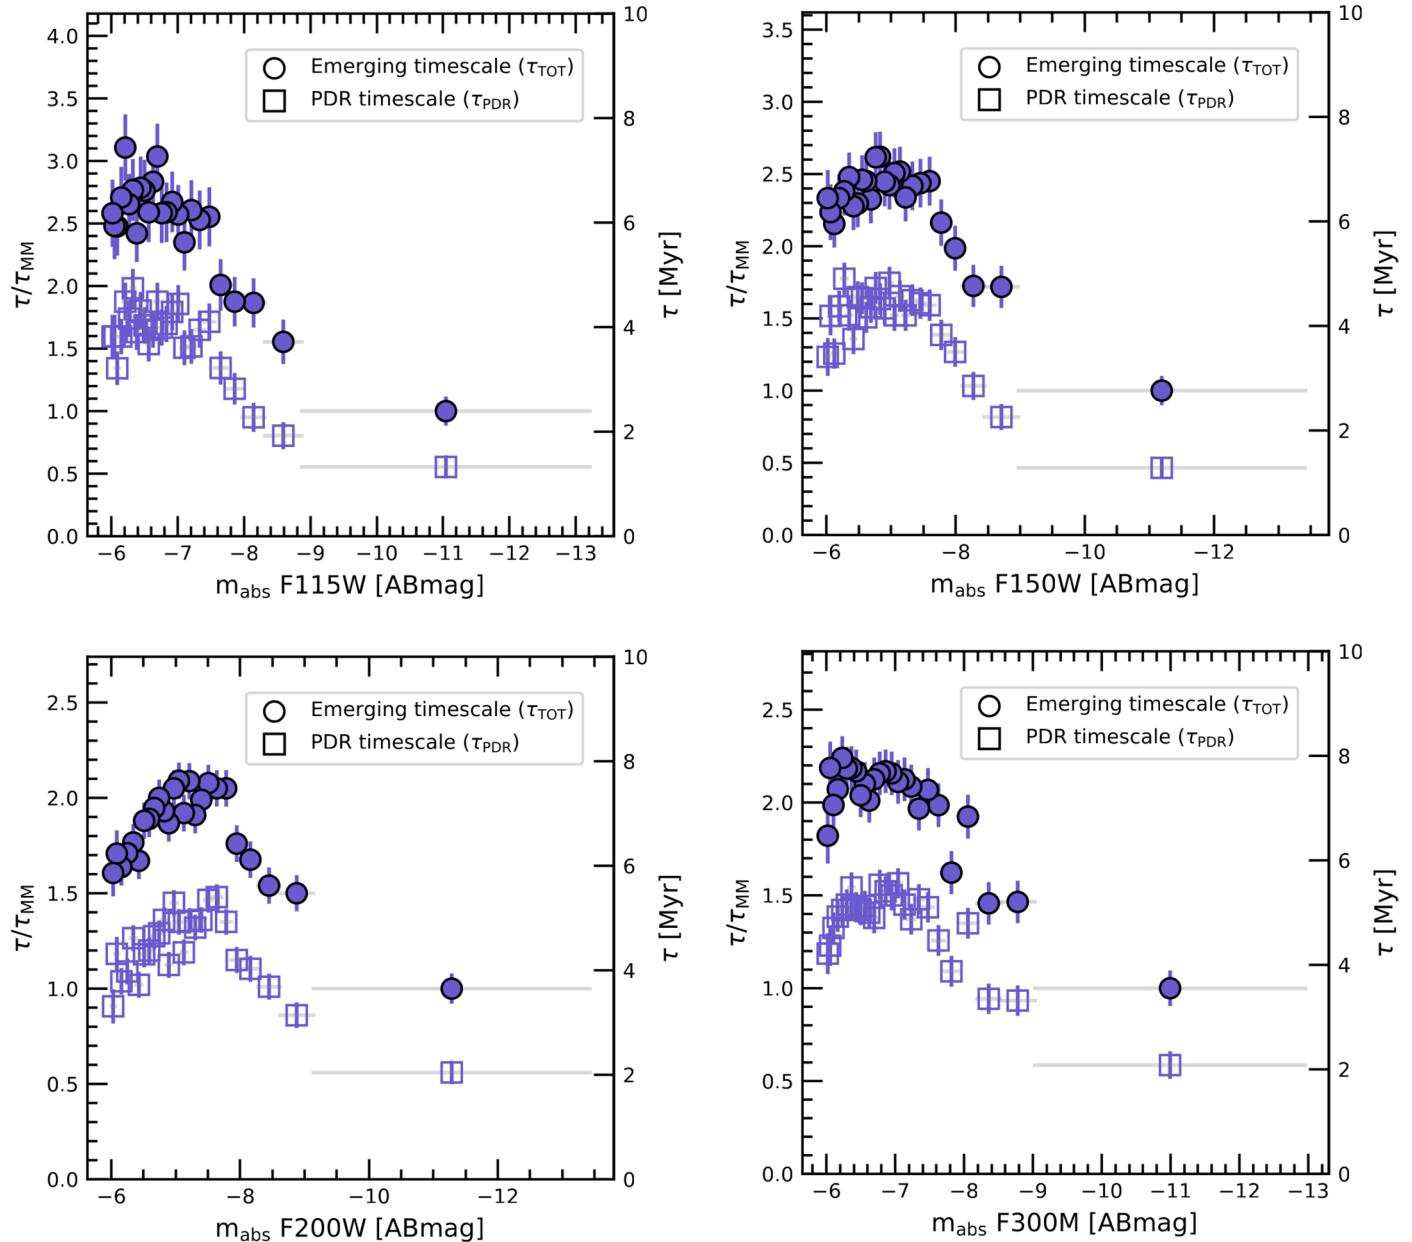 4.0
3.5
3.0
2.5
2.0
1.5
1.0
0.5
0.0
τ/τMM
10
8
6
4
2
0
τ [Myr]
Emerging timescale (τTOT)
PDR timescale (τPDR)
−6 −7 −8 −9 −10 −11 −12 −13
mabs F115W [ABmag]
3.5
3.0
2.5
2.0
1.5
1.0
0.5
0.0
τ/τMM
10
8
6
4
2
0
τ [Myr]
Emerging timescale (τTOT)
PDR timescale (τPDR)
−6 −8 −10 −12
mabs F150W [ABmag]
2.5
2.0
1.5
1.0
0.5
0.0
τ/τMM
10
8
6
4
2
0
τ [Myr]
Emerging timescale (τTOT)
PDR timescale (τPDR)
−6 −8 −10 −12
mabs F200W [ABmag]
2.5
2.0
1.5
1.0
0.5
0.0
τ/τMM
10
8
6
4
2
0
τ [Myr]
Emerging timescale (τTOT)
PDR timescale (τPDR)
−6 −7 −8 −9 −10 −11 −12 −13
mabs F300M [ABmag]